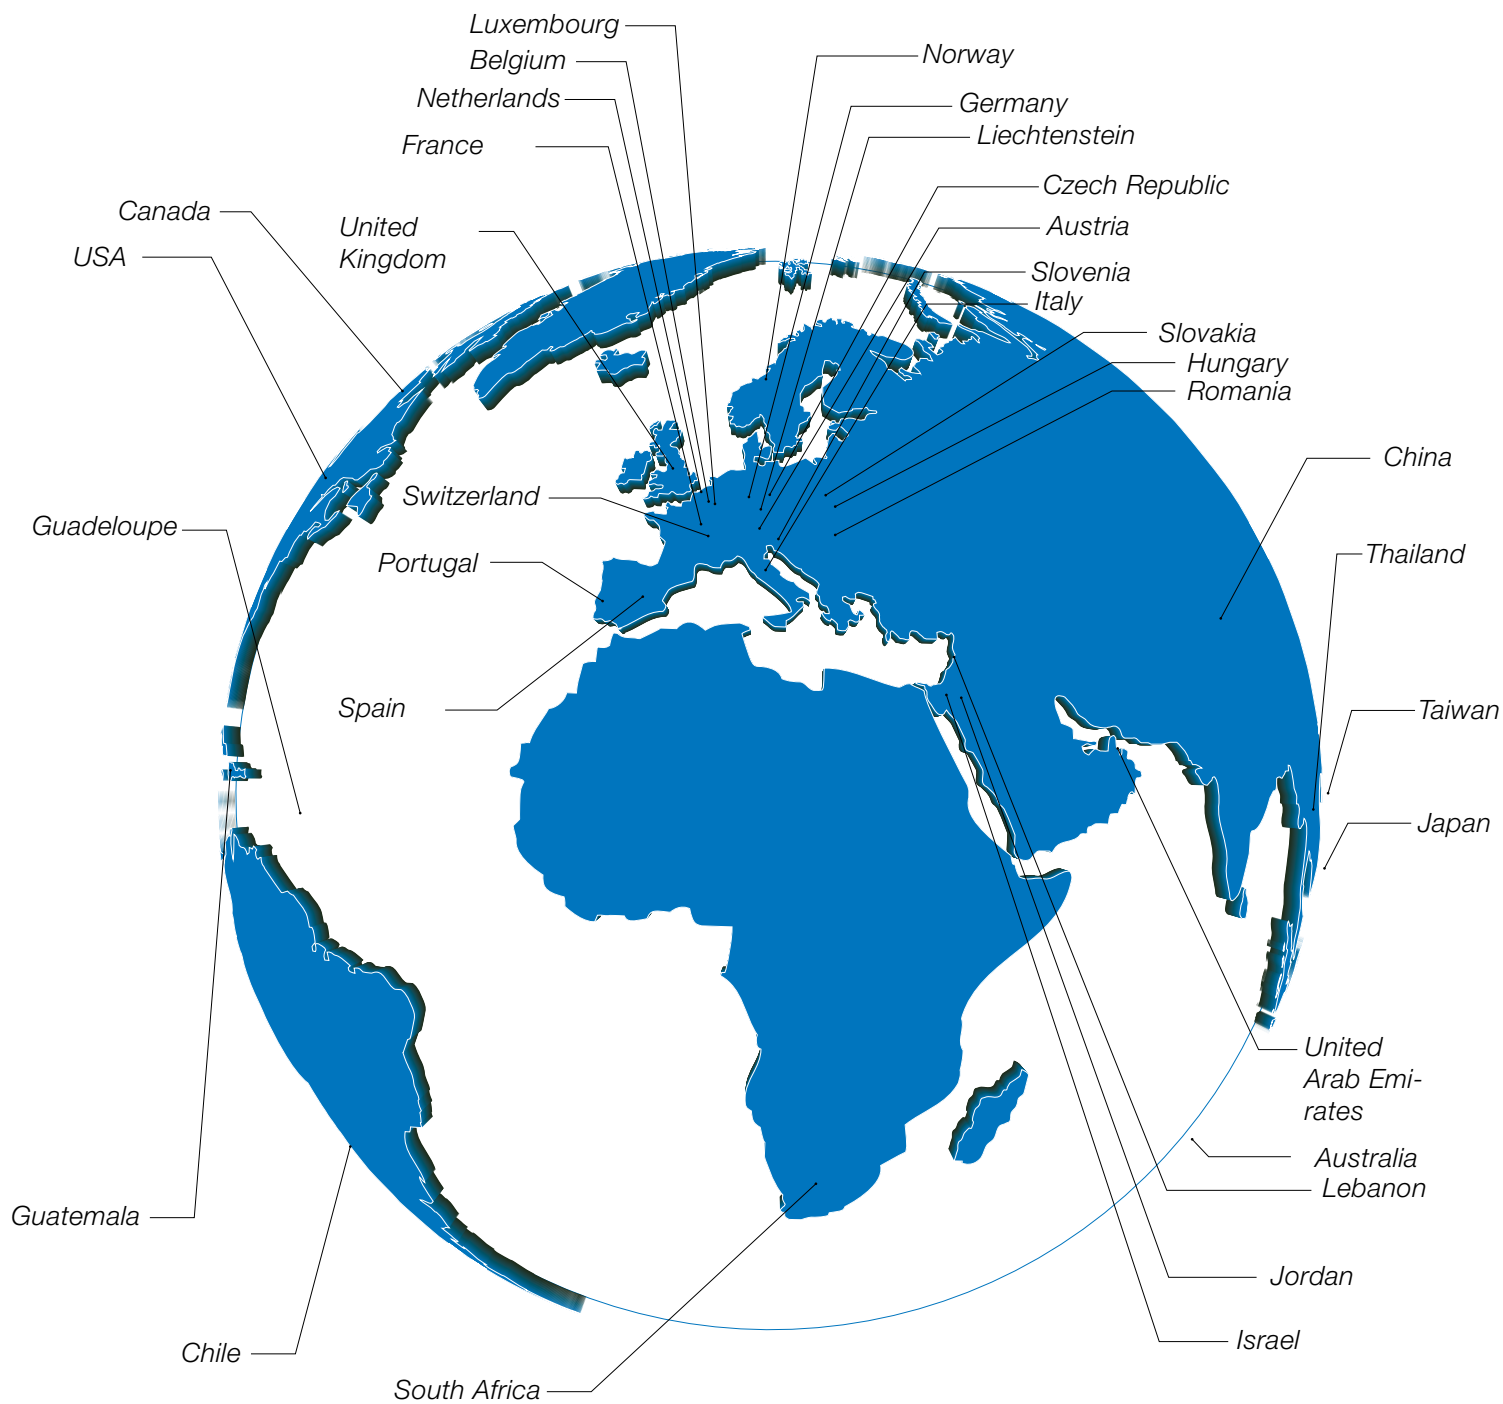 Luxembourg
Belgium
Netherlands
France
Norway
Germany
Liechtenstein
Czech Republic
Austria
Slovenia
Italy
Slovakia
Hungary
Romania
Canada
USA
United
Kingdom
China
Switzerland
Guadeloupe
Portugal
Thailand
Spain
Taiwan
Japan
United
Arab Emi-
rates
Australia
Lebanon
Guatemala
Jordan
Israel
Chile
South Africa